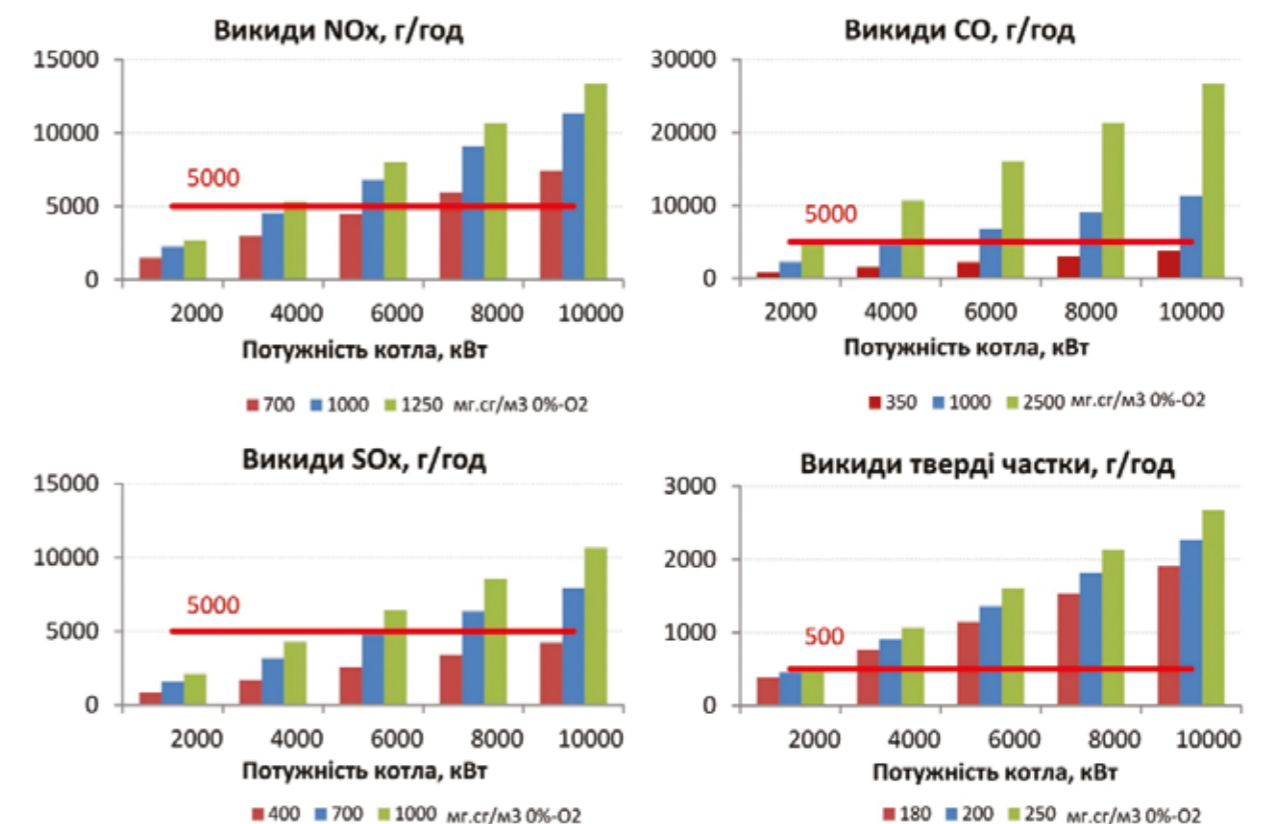 Викиди NOx, г/год
15000
10000
5000
0
5000
2000 4000 6000 8000 10000
Потужність котла, кВт
700 1000 1250 мг.сг/м3 0%-О2
Викиди CO, г/год
30000
20000
10000
0
5000
2000 4000 6000 8000 10000
Потужність котла, кВт
350 1000 2500 мг.сг/м3 0%-О2
Викиди SOx, г/год
15000
10000
5000
0
5000
2000 4000 6000 8000 10000
Потужність котла, кВт
400 700 1000 мг.сг/м3 0%-О2
Викиди тверді частки, г/год
3000
2000
1000
0
500
2000 4000 6000 8000 10000
Потужність котла, кВт
180 200 250 мг.сг/м3 0%-О2